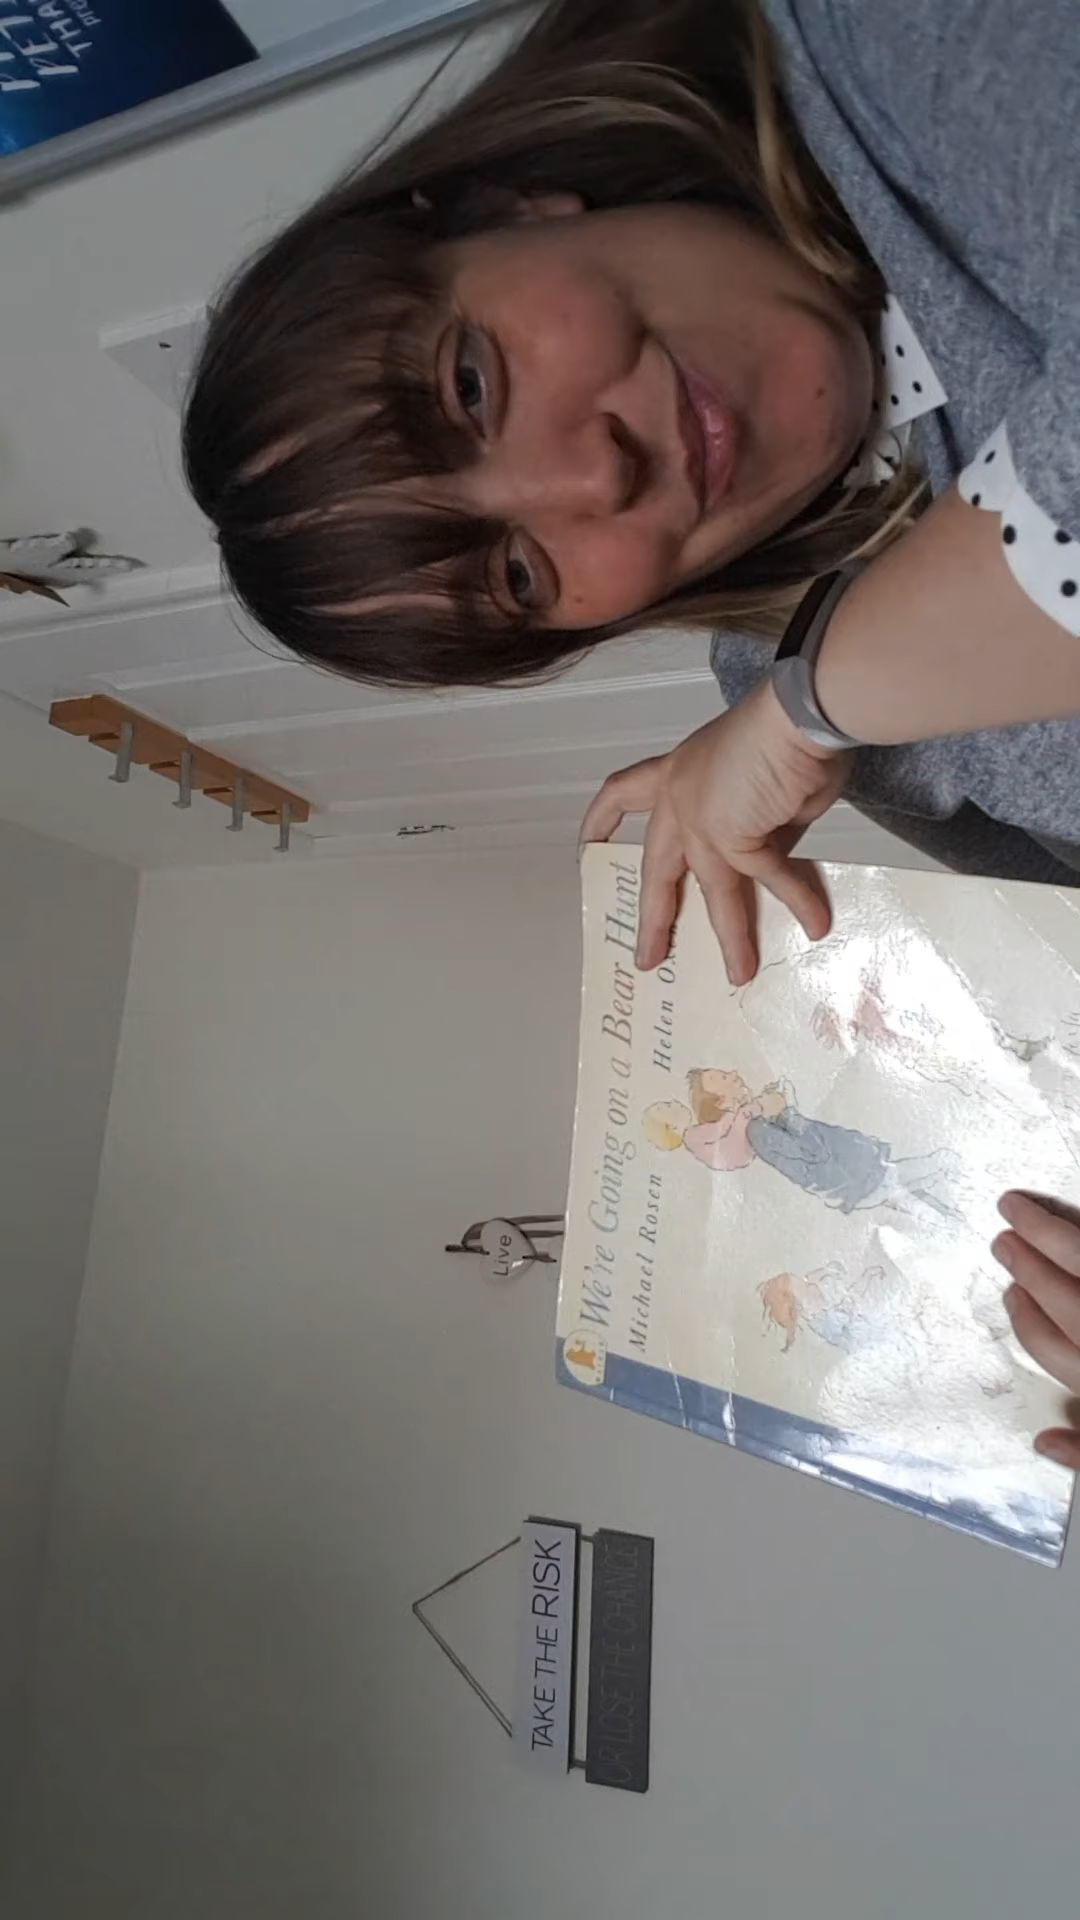 We're Going on a Bear Hunt
Michael Rosen
Helen
Live
TAKE THE RISK
OR LOSE THE CHANCE